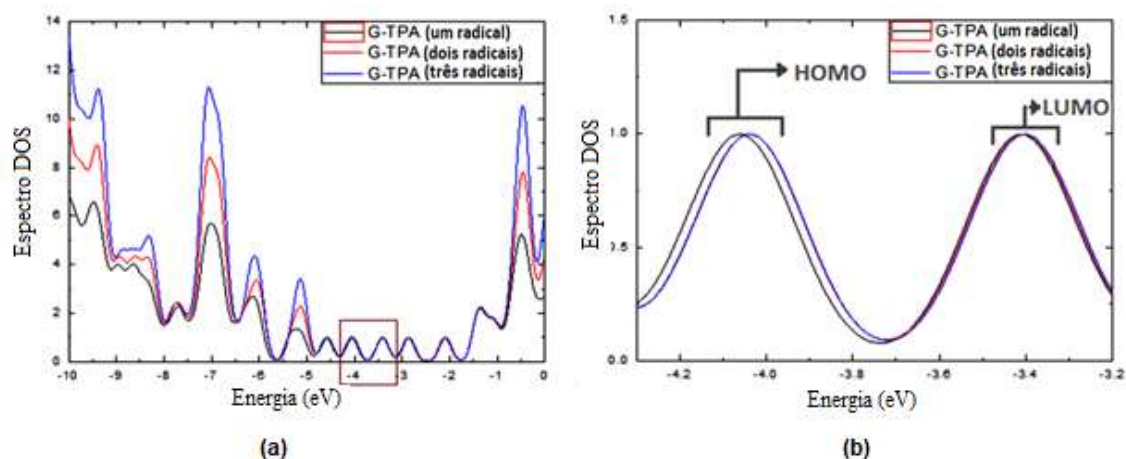 G-TPA (um radical)
G-TPA (dois radicais)
G-TPA (três radicais)
14
12
10
8
6
4
2
0
Espectro DOS
-10
-9
-8
-7
-6
-5
-4
-3
-2
-1
0
Energia (eV)
(a)
G-TPA (um radical)
G-TPA (dois radicais)
G-TPA (três radicais)
HOMO
LUMO
1.5
1.0
0.5
0.0
Espectro DOS
-4.2
-4.0
-3.8
-3.6
-3.4
-3.2
Energia (eV)
(b)